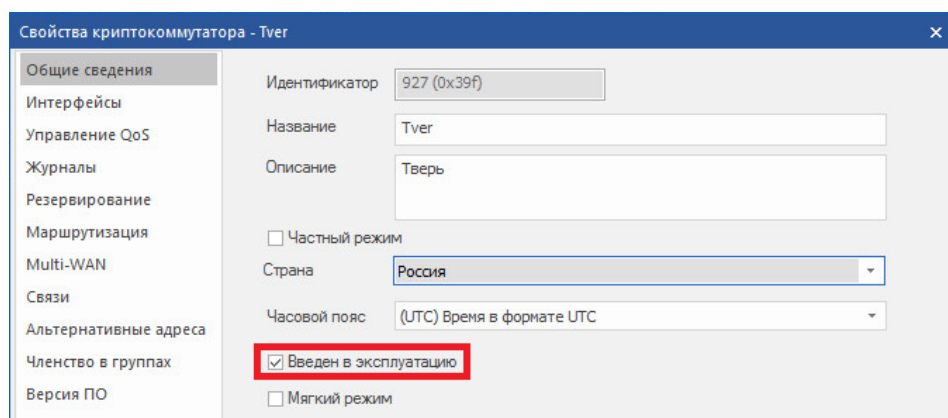 Свойства криптокоммутатора - Tver
Общие сведения
Интерфейсы
Управление QoS
Журналы
Резервирование
Маршрутизация
Multi-WAN
Связи
Альтернативные адреса
Членство в группах
Версия ПО
Идентификатор 927 (0x39f)
Название Tver
Описание Тверь
Частный режим
Страна Россия
Часовой пояс (UTC) Время в формате UTC
Введен в эксплуатацию
Мягкий режим